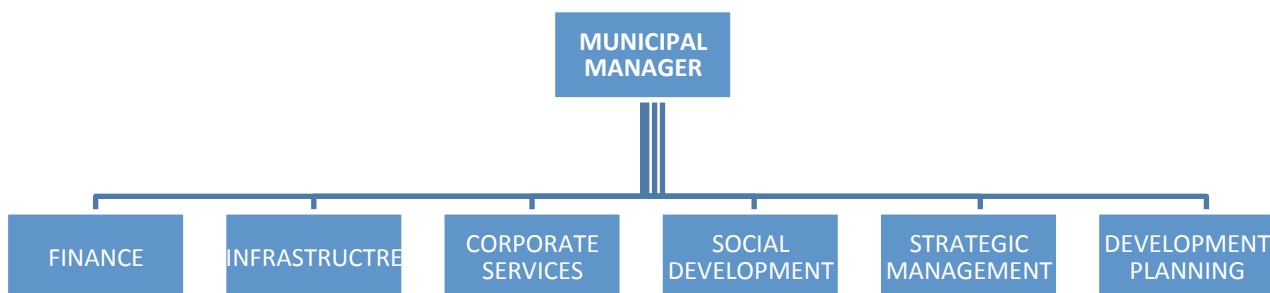 MUNICIPAL
MANAGER
FINANCE
INFRASTRUCTRE
CORPORATE
SERVICES
SOCIAL
DEVELOPMENT
STRATEGIC
MANAGEMENT
DEVELOPMENT
PLANNING